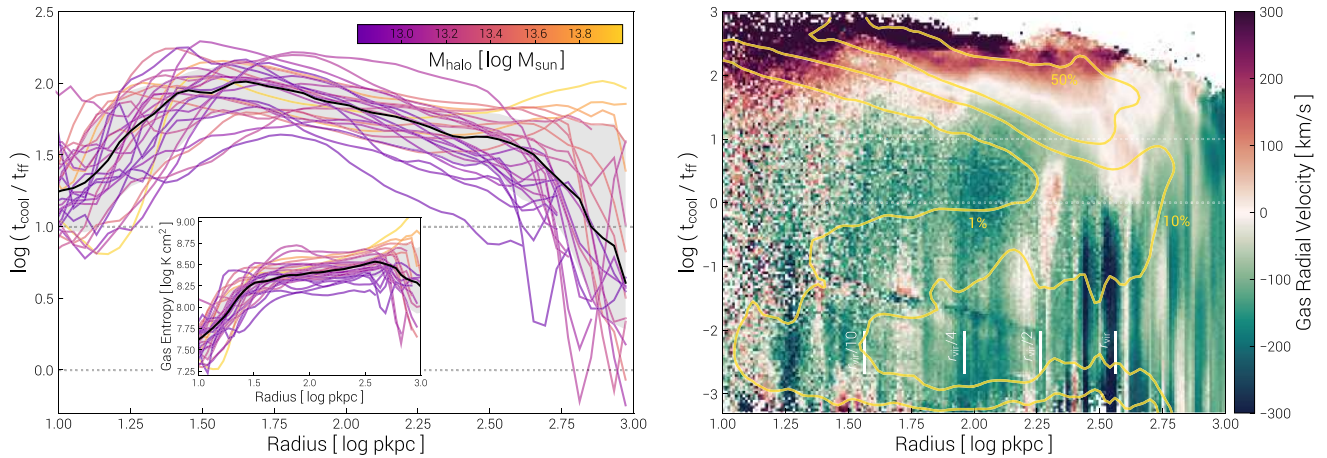 2.5
2.0
1.5
1.0
0.5
0.0
log ( t_cool / t_ff )
13.0 13.2 13.4 13.6 13.8
M_halo [ log M_sun ]
9.00
8.75
8.50
8.25
8.00
7.75
7.50
7.25
Gas Entropy [ log K cm² ]
1.0 1.5 2.0 2.5 3.0
Radius [ log pkpc ]
1.00 1.25 1.50 1.75 2.00 2.25 2.50 2.75 3.00
Radius [ log pkpc ]
3
2
1
0
−1
−2
−3
log ( t_cool / t_ff )
50%
10%
1%
r_vir/10
r_vir/4
r_vir/2
r_vir
1.00 1.25 1.50 1.75 2.00 2.25 2.50 2.75 3.00
Radius [ log pkpc ]
300
200
100
0
−100
−200
−300
Gas Radial Velocity [ km/s ]